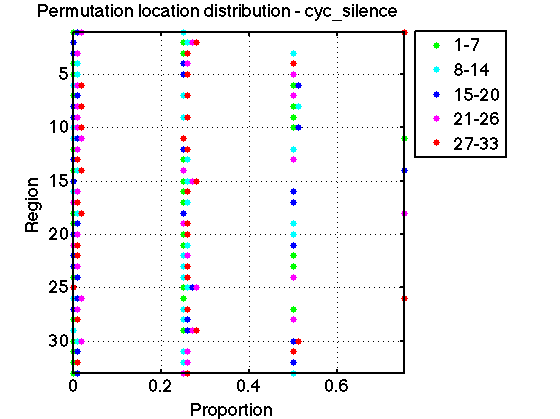 Permutation location distribution - cyc_silence
1-7
8-14
15-20
21-26
27-33
5
10
15
20
25
30
Region
0 0.2 0.4 0.6
Proportion